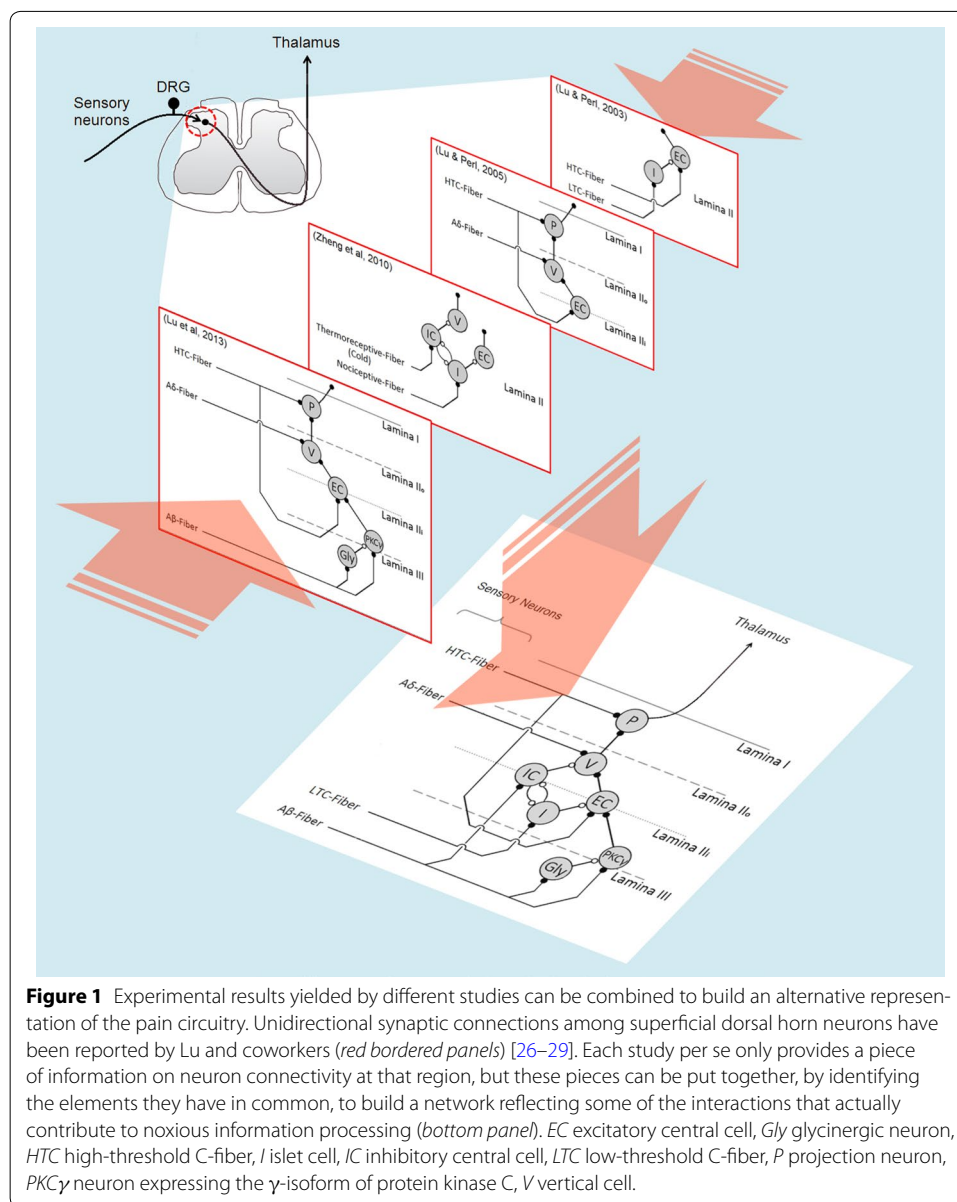 Thalamus
DRG
Sensory
neurons
(Lu & Perl, 2003)
EC
I
HTC-Fiber
LTC-Fiber
Lamina II
(Lu & Perl, 2005)
HTC-Fiber
P
Lamina I
Aδ-Fiber
V
Lamina IIₒ
EC
Lamina IIᵢ
(Zheng et al, 2010)
V
IC
EC
Thermoreceptive-Fiber
(Cold)
I
Nociceptive-Fiber
Lamina II
(Lu et al, 2013)
HTC-Fiber
P
Lamina I
Aδ-Fiber
V
Lamina IIₒ
EC
Lamina IIᵢ
Aβ-Fiber
Gly
PKCγ
Lamina III
Sensory Neurons
Thalamus
HTC-Fiber
P
Lamina I
Aδ-Fiber
V
Lamina IIₒ
IC
EC
LTC-Fiber
I
Lamina IIᵢ
Aβ-Fiber
Gly
PKCγ
Lamina III
Figure 1 Experimental results yielded by different studies can be combined to build an alternative represen-
tation of the pain circuitry. Unidirectional synaptic connections among superficial dorsal horn neurons have
been reported by Lu and coworkers (red bordered panels) [26–29]. Each study per se only provides a piece
of information on neuron connectivity at that region, but these pieces can be put together, by identifying
the elements they have in common, to build a network reflecting some of the interactions that actually
contribute to noxious information processing (bottom panel). EC excitatory central cell, Gly glycinergic neuron,
HTC high-threshold C-fiber, I islet cell, IC inhibitory central cell, LTC low-threshold C-fiber, P projection neuron,
PKCγ neuron expressing the γ-isoform of protein kinase C, V vertical cell.